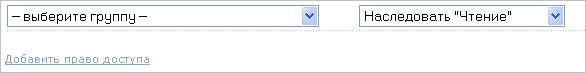 – выберите группу – Наследовать "Чтение"
Добавить право доступа